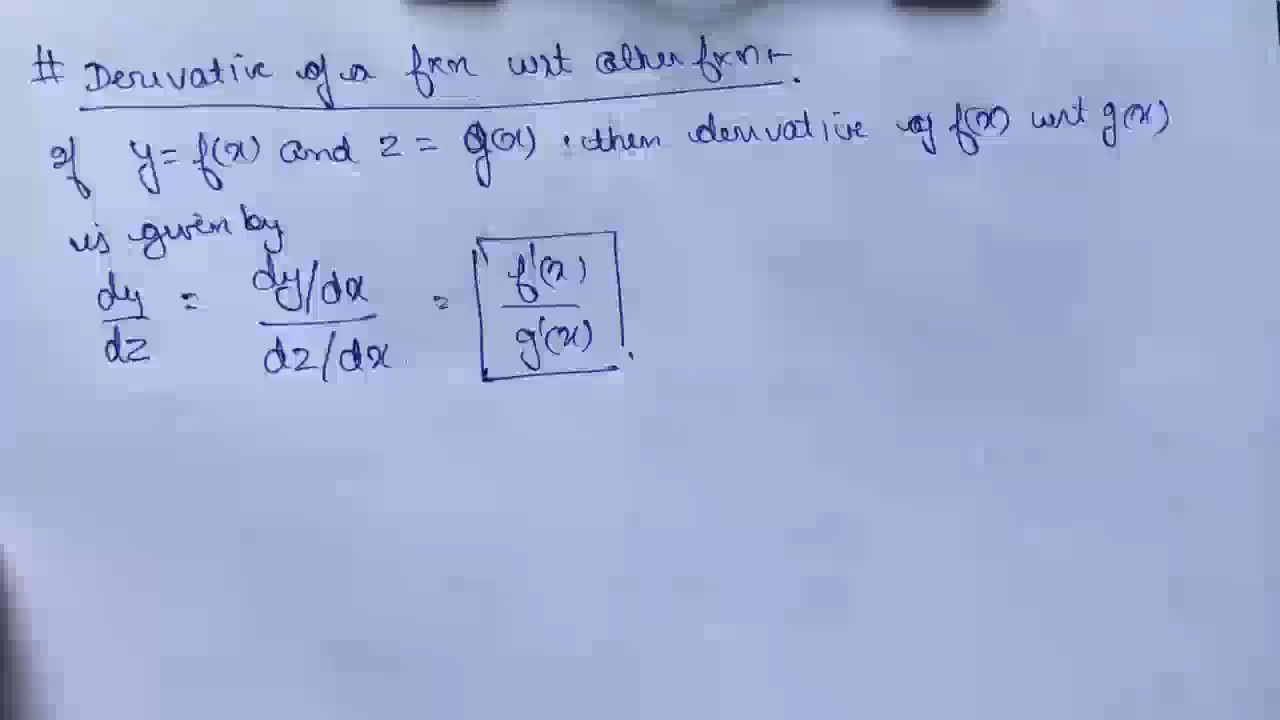 # Derivative of a fxn wrt other fxn.
If y = f(x) and z = g(x), then derivative of f(x) wrt g(x)
is given by
dy/dz = (dy/dx)/(dz/dx) = f'(x)/g'(x).